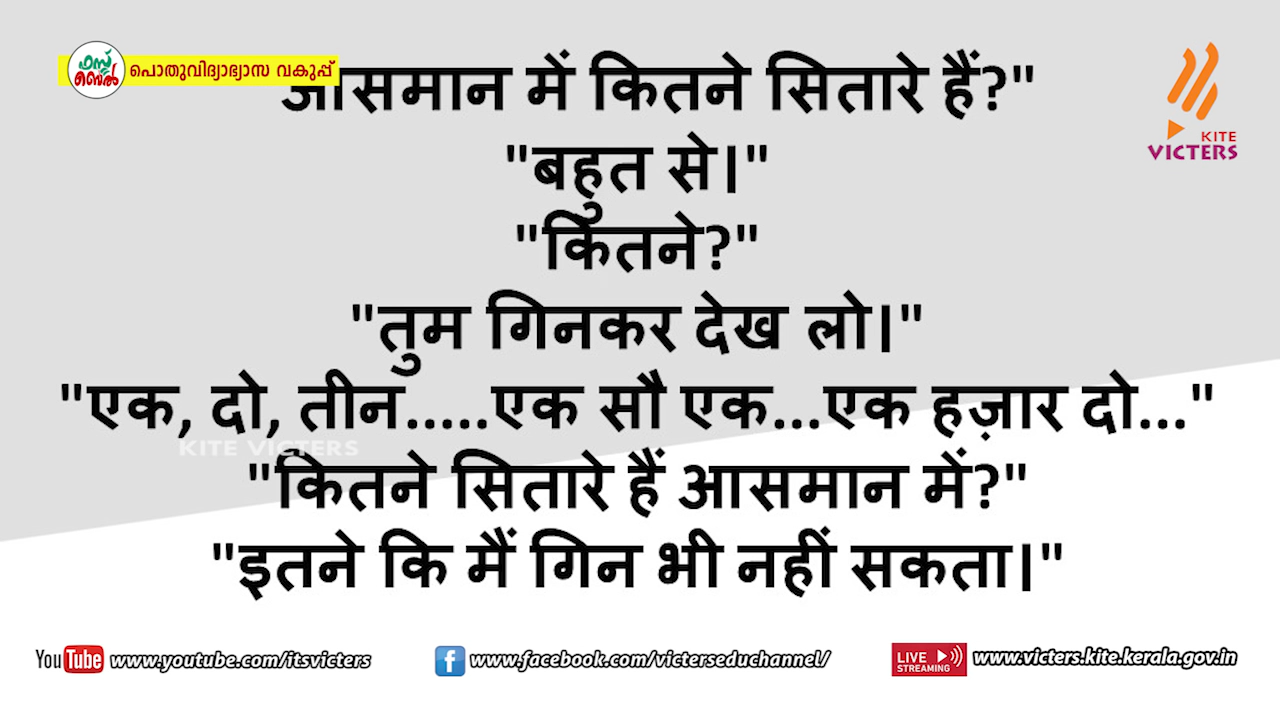 ഫസ്റ്റ് ബെൽ
പൊതുവിദ്യാഭ്യാസ വകുപ്പ്
आसमान में कितने सितारे हैं?"
KITE
VICTERS
"बहुत से।"
"कितने?"
"तुम गिनकर देख लो।"
"एक, दो, तीन.....एक सौ एक...एक हज़ार दो..."
KITE VICTERS
"कितने सितारे हैं आसमान में?"
"इतने कि मैं गिन भी नहीं सकता।"
YouTube www.youtube.com/itsvicters
f www.facebook.com/victerseduchannel/
LIVE STREAMING www.victers.kite.kerala.gov.in